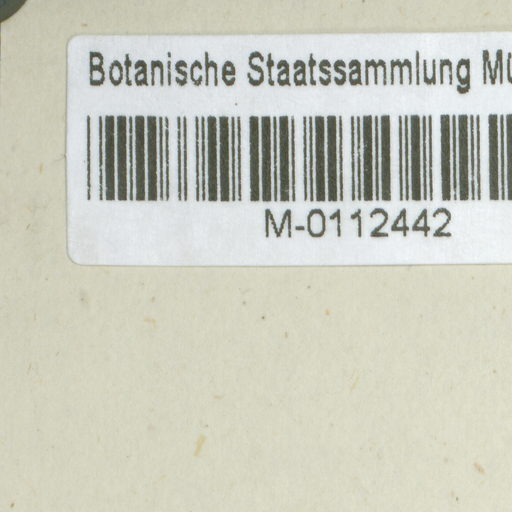 Botanische Staatssammlung Mü
M-0112442